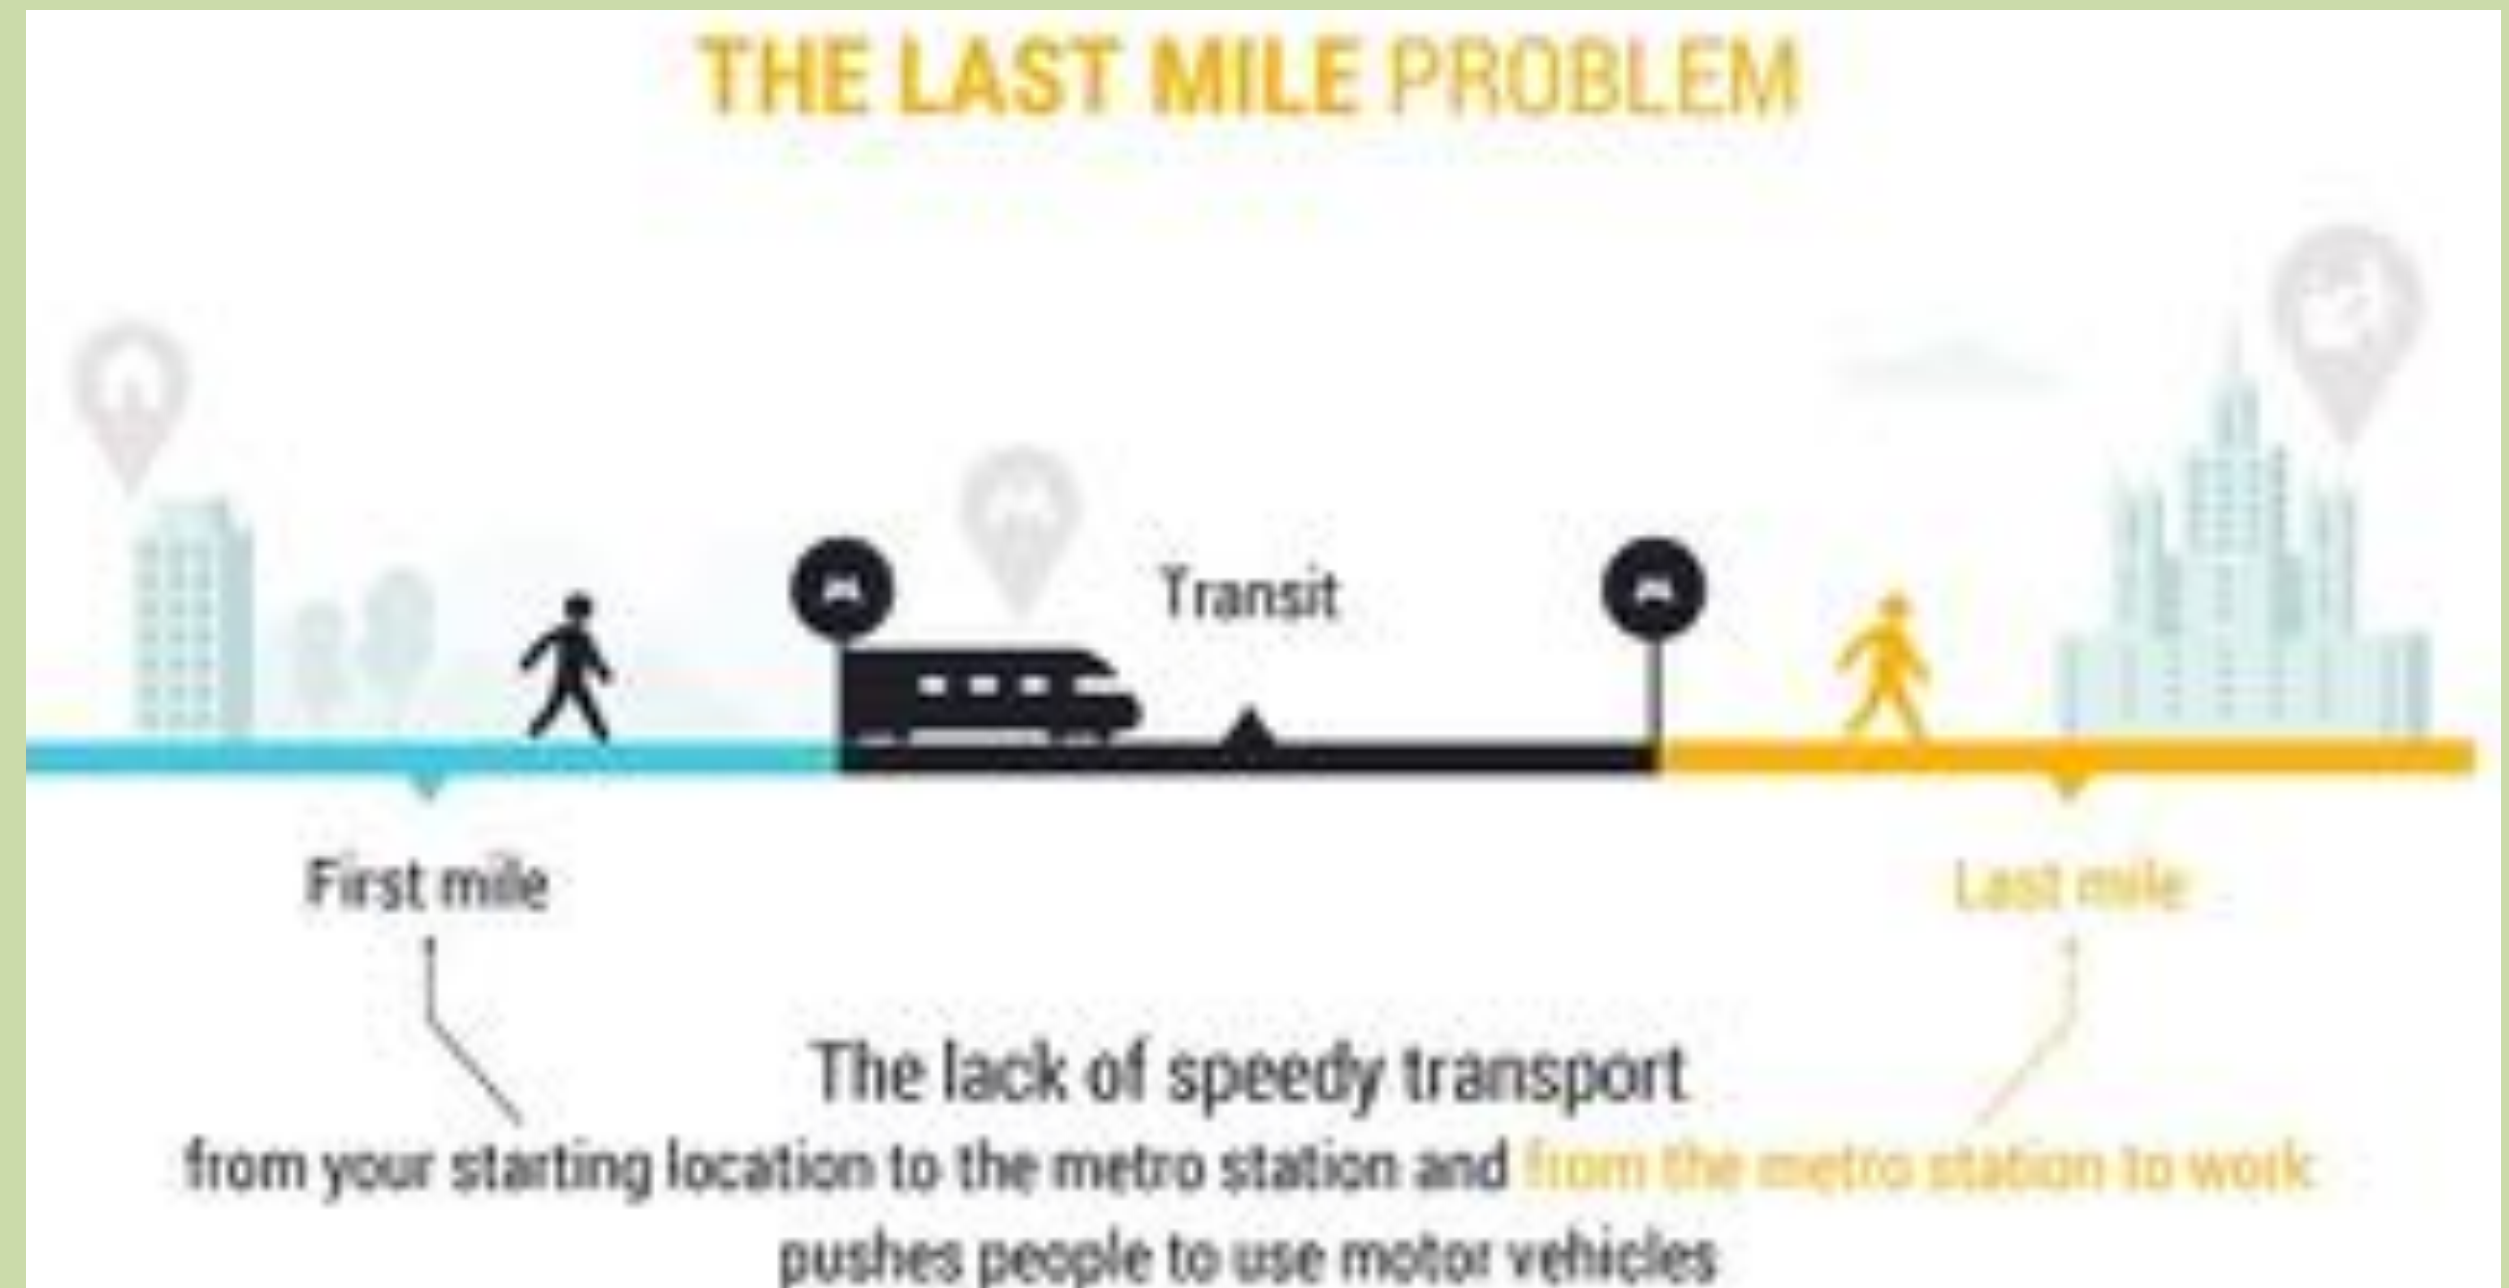 THE LAST MILE PROBLEM
Transit
First mile
Last mile
The lack of speedy transport
from your starting location to the metro station and from the metro station to work
pushes people to use motor vehicles